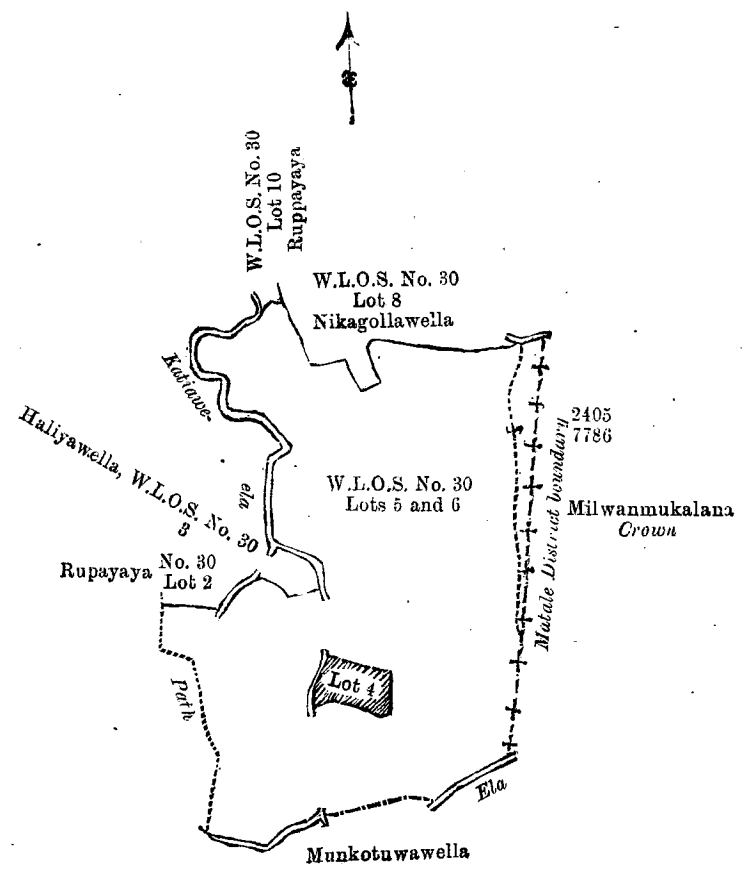 W.L.O.S. No. 30
Lot 10
Ruppayaya
W.L.O.S. No. 30
Lot 8
Nikagollawella
Katiawe-
ela
2405
7786
Haliyawella, W.L.O.S. No. 30
3
W.L.O.S. No. 30
Lots 5 and 6
Matale District boundary
Milwanmukalana
Crown
Rupayaya No. 30
Lot 2
Lot 4
Path
Ela
Munkotuwawella